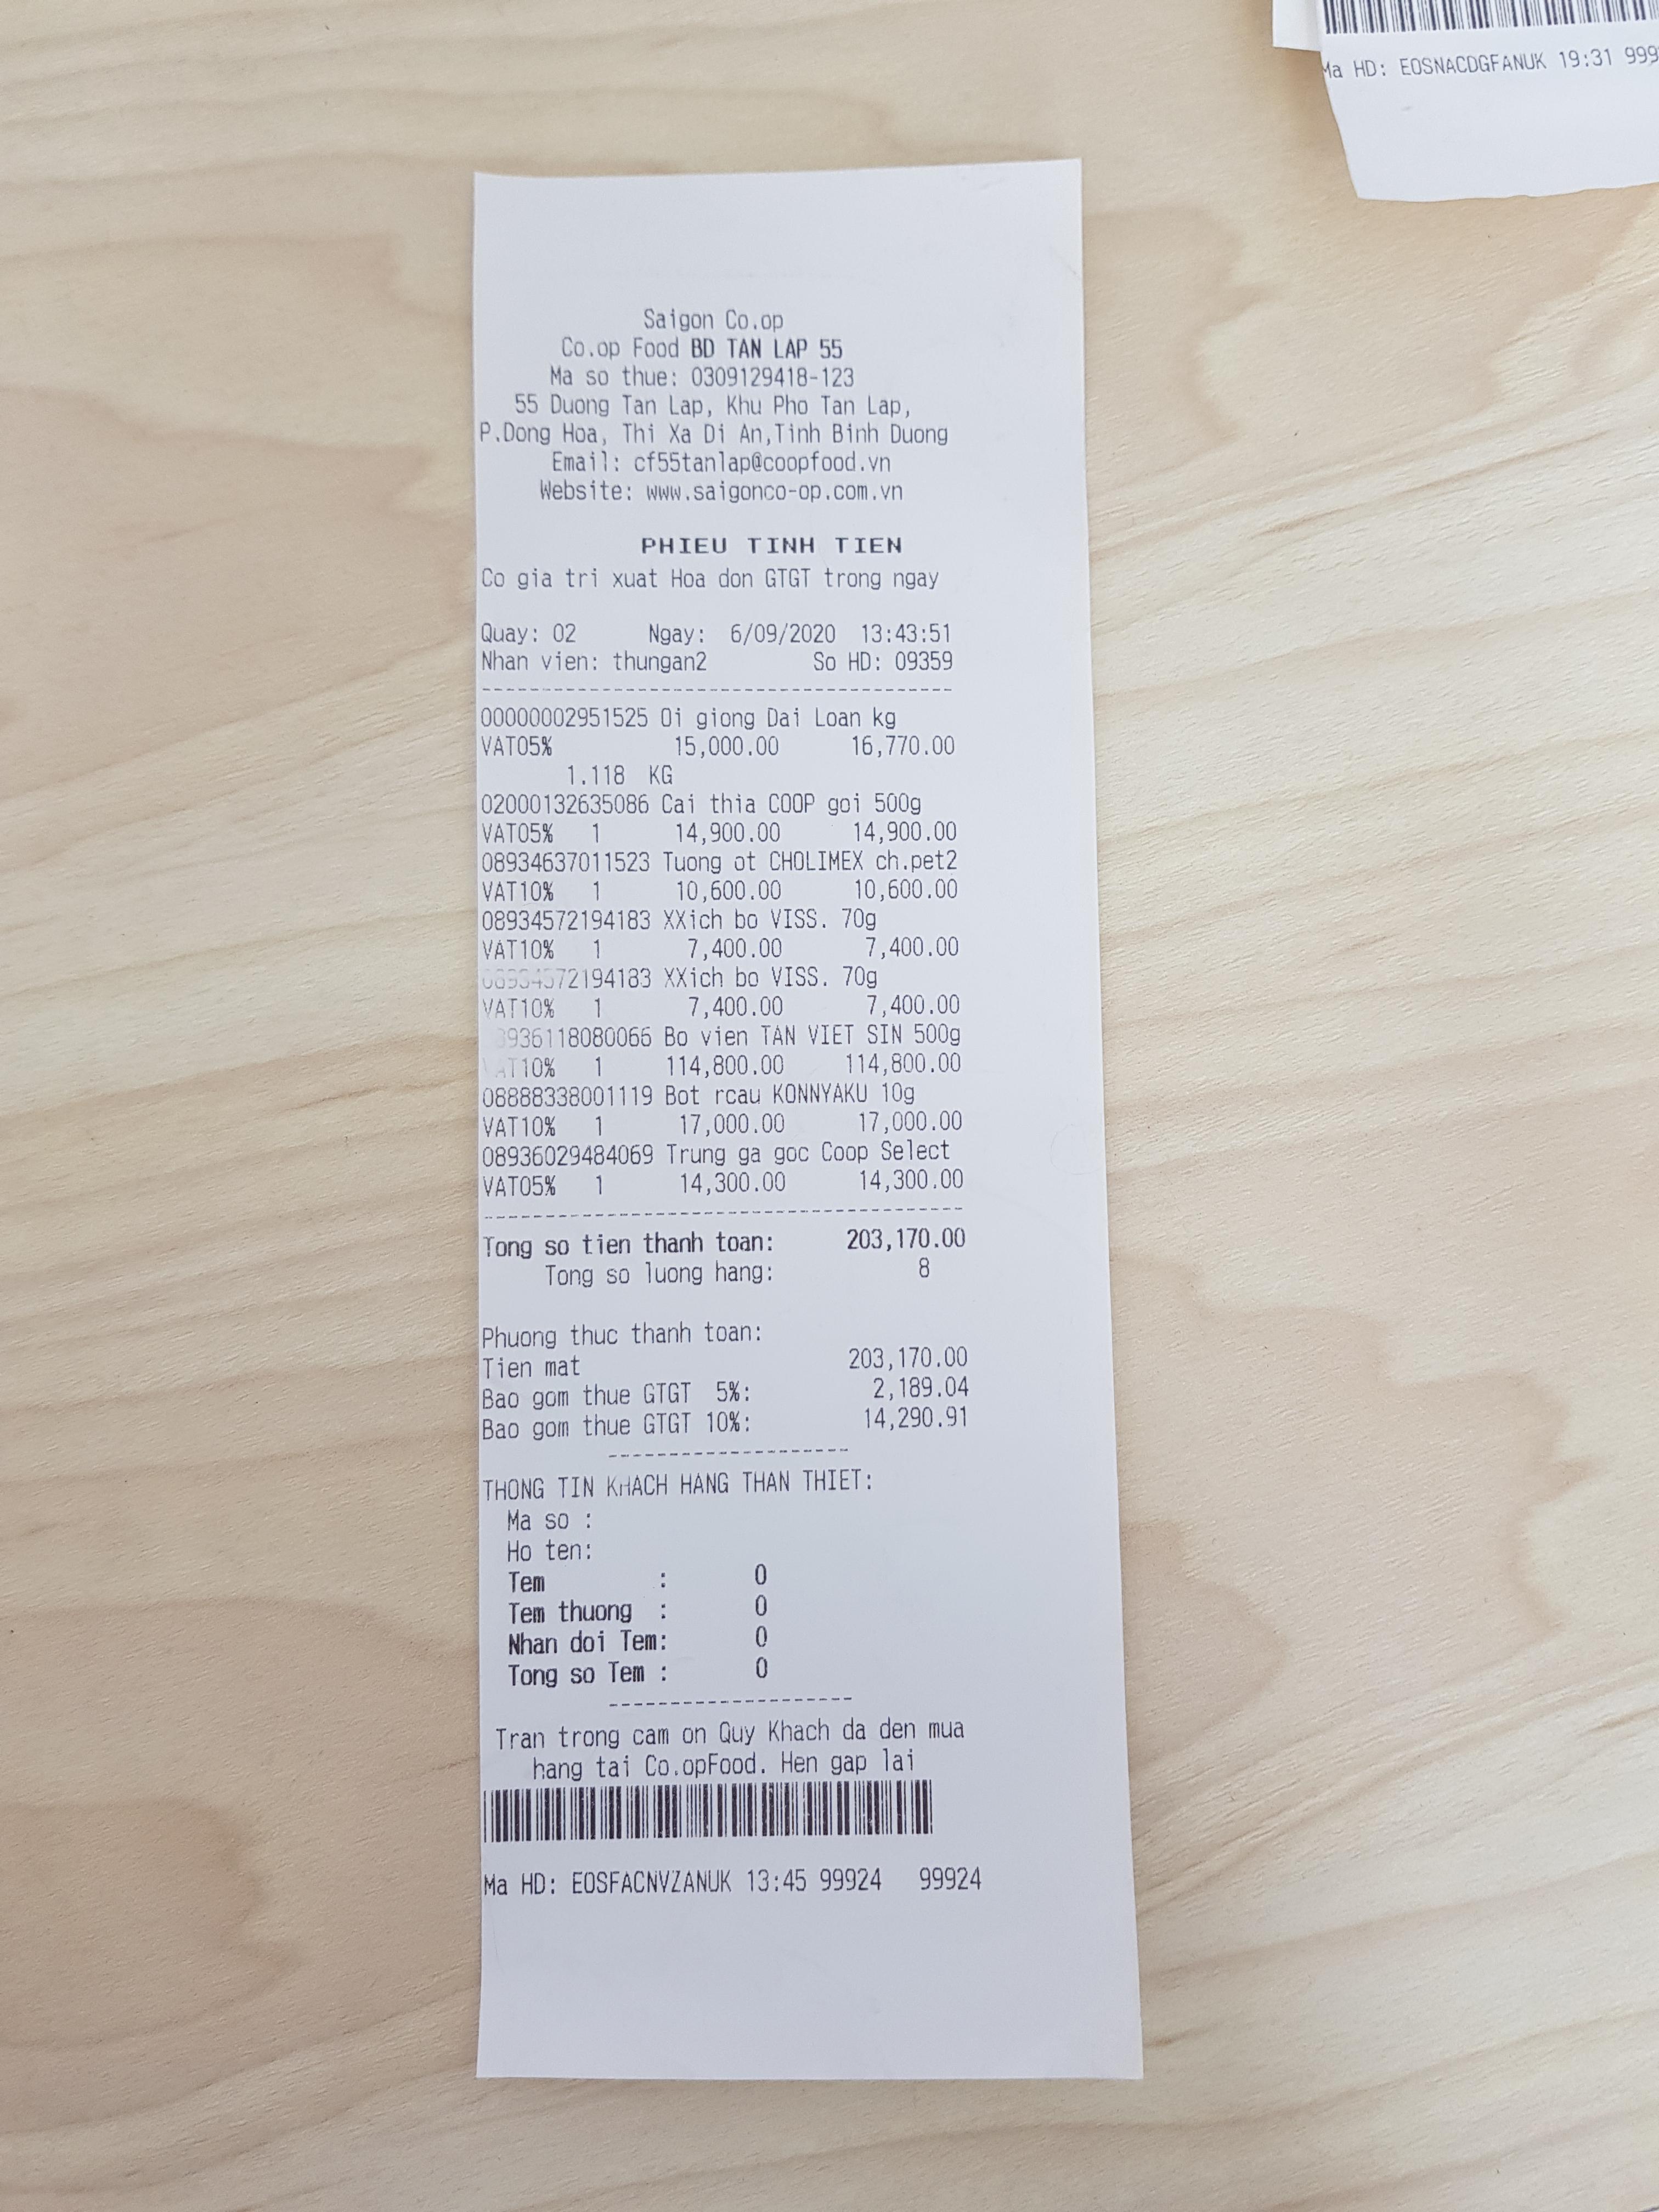 Ma HD: EOSNACDGFANUK 19:31 999
Saigon Co.op
Co.op Food BD TAN LAP 55
Ma so thue: 0309129418-123
55 Duong Tan Lap, Khu Pho Tan Lap,
P.Dong Hoa, Thi Xa Di An,Tinh Binh Duong
Email: cf55tanlap@coopfood.vn
Website: www.saigonco-op.com.vn
PHIEU TINH TIEN
Co gia tri xuat Hoa don GTGT trong ngay
Quay: 02 Ngay: 6/09/2020 13:43:51
Nhan vien: thungan2 So HD: 09359
00000002951525 Oi giong Dai Loan kg
VAT05% 15,000.00 16,770.00
1.118 KG
02000132635086 Cai thia COOP goi 500g
VAT05% 1 14,900.00 14,900.00
08934637011523 Tuong ot CHOLIMEX ch.pet2
VAT10% 1 10,600.00 10,600.00
08934572194183 XXich bo VISS. 70g
VAT10% 1 7,400.00 7,400.00
08934572194183 XXich bo VISS. 70g
VAT10% 1 7,400.00 7,400.00
8936118080066 Bo vien TAN VIET SIN 500g
VAT10% 1 114,800.00 114,800.00
08888338001119 Bot rcau KONNYAKU 10g
VAT10% 1 17,000.00 17,000.00
08936029484069 Trung ga goc Coop Select
VAT05% 1 14,300.00 14,300.00
Tong so tien thanh toan: 203,170.00
Tong so luong hang: 8
Phuong thuc thanh toan:
Tien mat 203,170.00
Bao gom thue GTGT 5%: 2,189.04
Bao gom thue GTGT 10%: 14,290.91
THONG TIN KHACH HANG THAN THIET:
Ma so :
Ho ten:
Tem : 0
Tem thuong : 0
Nhan doi Tem: 0
Tong so Tem : 0
Tran trong cam on Quy Khach da den mua
hang tai Co.opFood. Hen gap lai
Ma HD: EOSFACNVZANUK 13:45 99924 99924